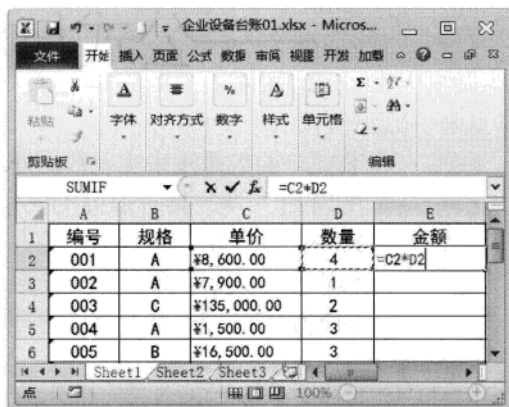 企业设备台账01.xlsx - Micros...
文件 开始 插入 页面 公式 数据 审阅 视图 开发 加载
粘贴 字体 对齐方式 数字 样式 单元格
剪贴板 编辑
SUMIF =C2*D2
A B C D E
1 编号 规格 单价 数量 金额
2 001 A ¥8,600.00 4 =C2*D2
3 002 A ¥7,900.00 1
4 003 C ¥135,000.00 2
5 004 A ¥1,500.00 3
6 005 B ¥16,500.00 3
Sheet1 Sheet2 Sheet3
点 100%